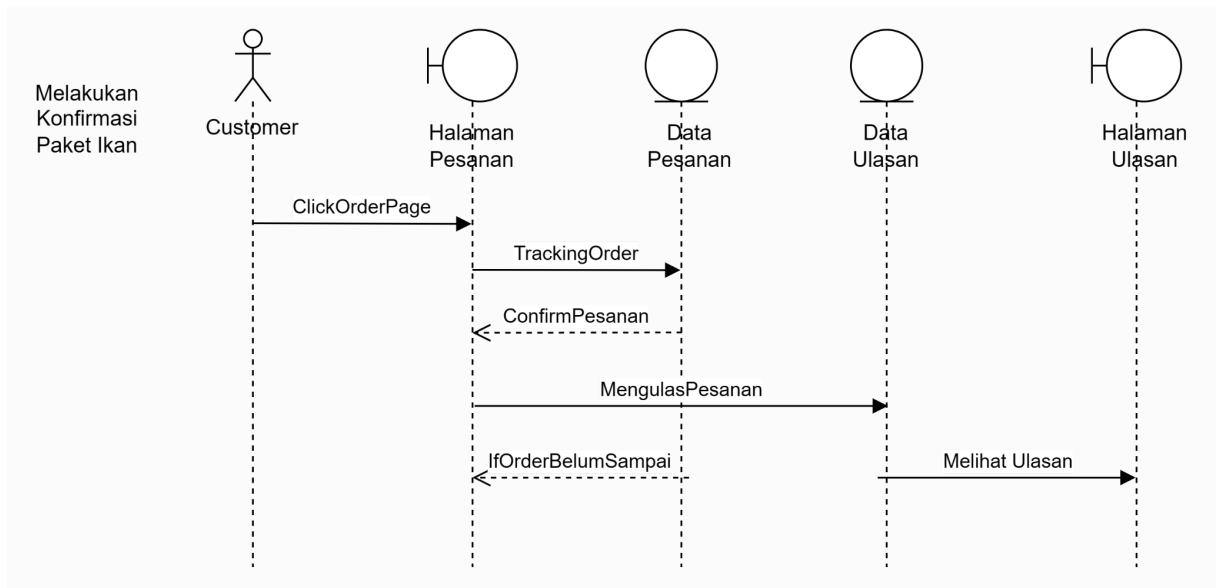 Melakukan
Konfirmasi
Paket Ikan
Customer
Halaman
Pesanan
Data
Pesanan
Data
Ulasan
Halaman
Ulasan
ClickOrderPage
TrackingOrder
ConfirmPesanan
MengulasPesanan
IfOrderBelumSampai
Melihat Ulasan